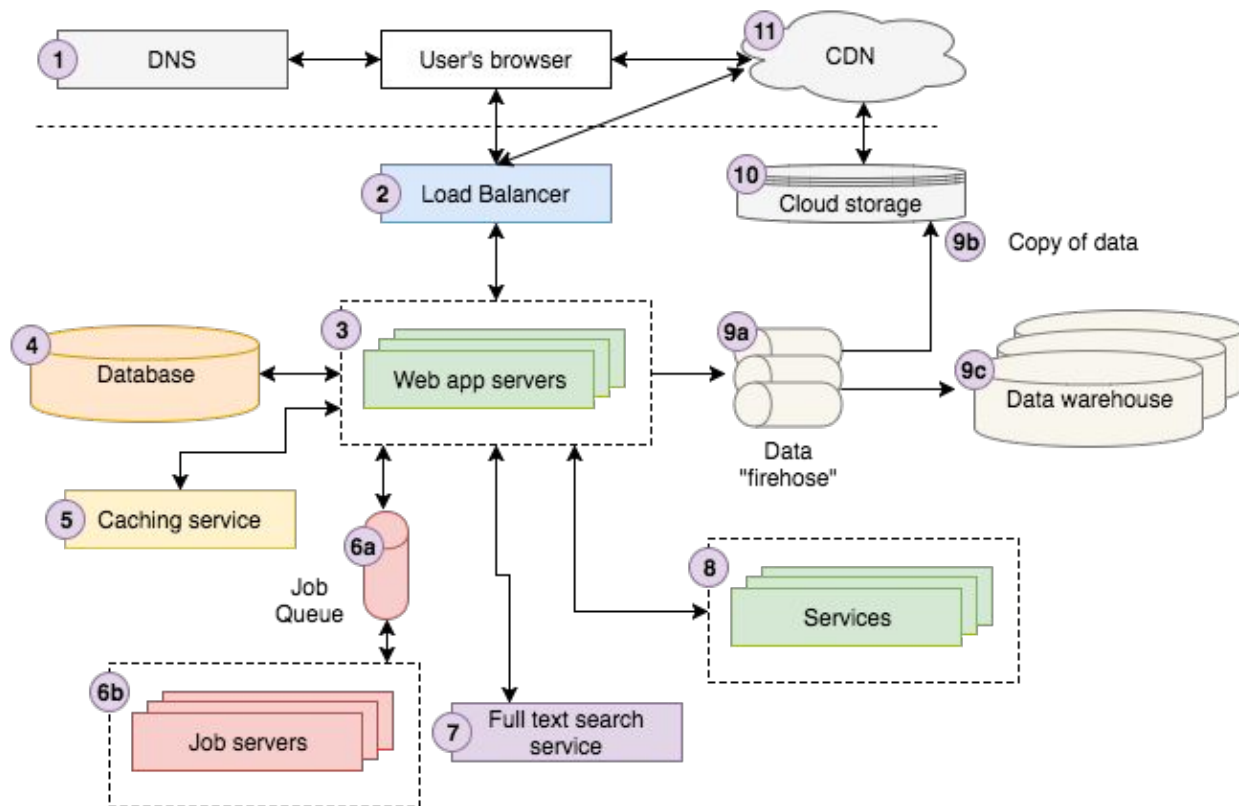 1
DNS
User's browser
11
CDN
2
Load Balancer
10
Cloud storage
9b
Copy of data
3
Web app servers
4
Database
9a
Data
"firehose"
9c
Data warehouse
5
Caching service
6a
Job
Queue
8
Services
6b
Job servers
7
Full text search
service